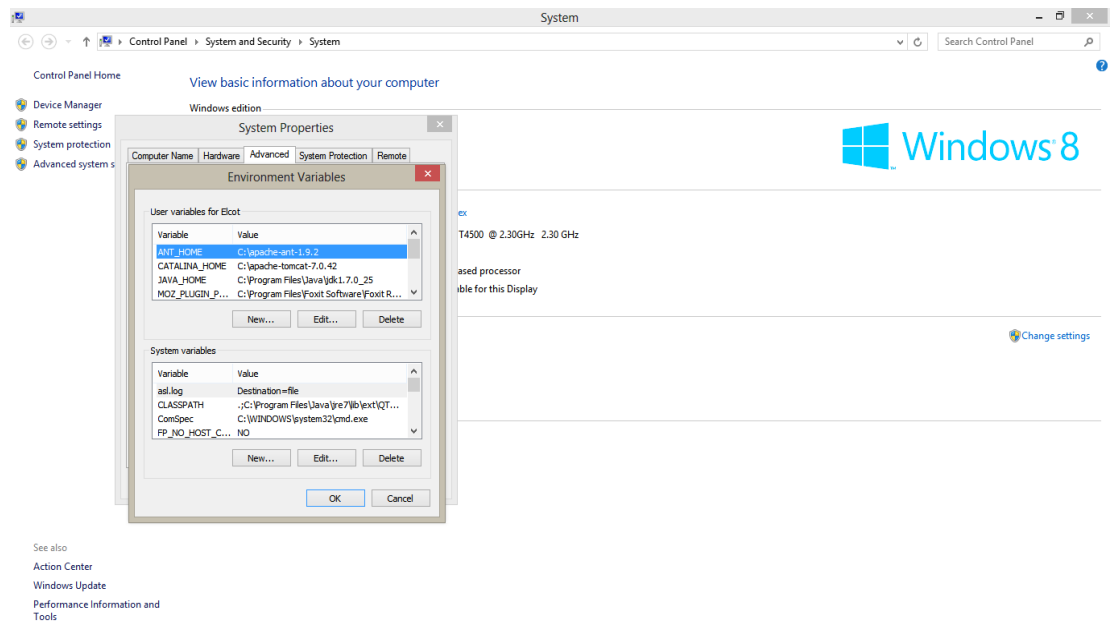 System
Control Panel System and Security System
Search Control Panel
Control Panel Home
View basic information about your computer
Device Manager
Windows edition
Remote settings
System protection
Advanced system s
Windows 8
System Properties
Computer Name Hardware Advanced System Protection Remote
Environment Variables
User variables for Elcot
Variable Value
ANT_HOME C:\apache-ant-1.9.2
CATALINA_HOME C:\apache-tomcat-7.0.42
JAVA_HOME C:\Program Files\Java\jdk1.7.0_25
MOZ_PLUGIN_P... C:\Program Files\Foxit Software\Foxit R...
New... Edit... Delete
System variables
Variable Value
asl.log Destination=file
CLASSPATH .;C:\Program Files\Java\jre7\lib\ext\QT...
ComSpec C:\WINDOWS\system32\cmd.exe
FP_NO_HOST_C... NO
New... Edit... Delete
OK Cancel
ex
T4500 @ 2.30GHz 2.30 GHz
ased processor
ble for this Display
Change settings
See also
Action Center
Windows Update
Performance Information and
Tools